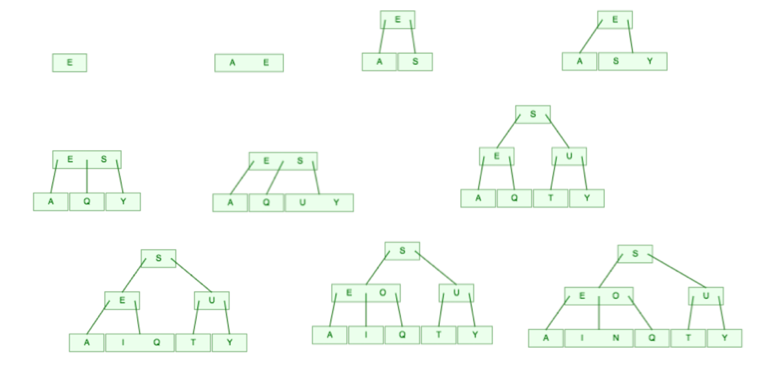 E
A E
E
A S
E
A S Y
E S
A Q Y
E S
A Q U Y
S
E U
A Q T Y
S
E U
A I Q T Y
S
E O U
A I Q T Y
S
E O U
A I N Q T Y